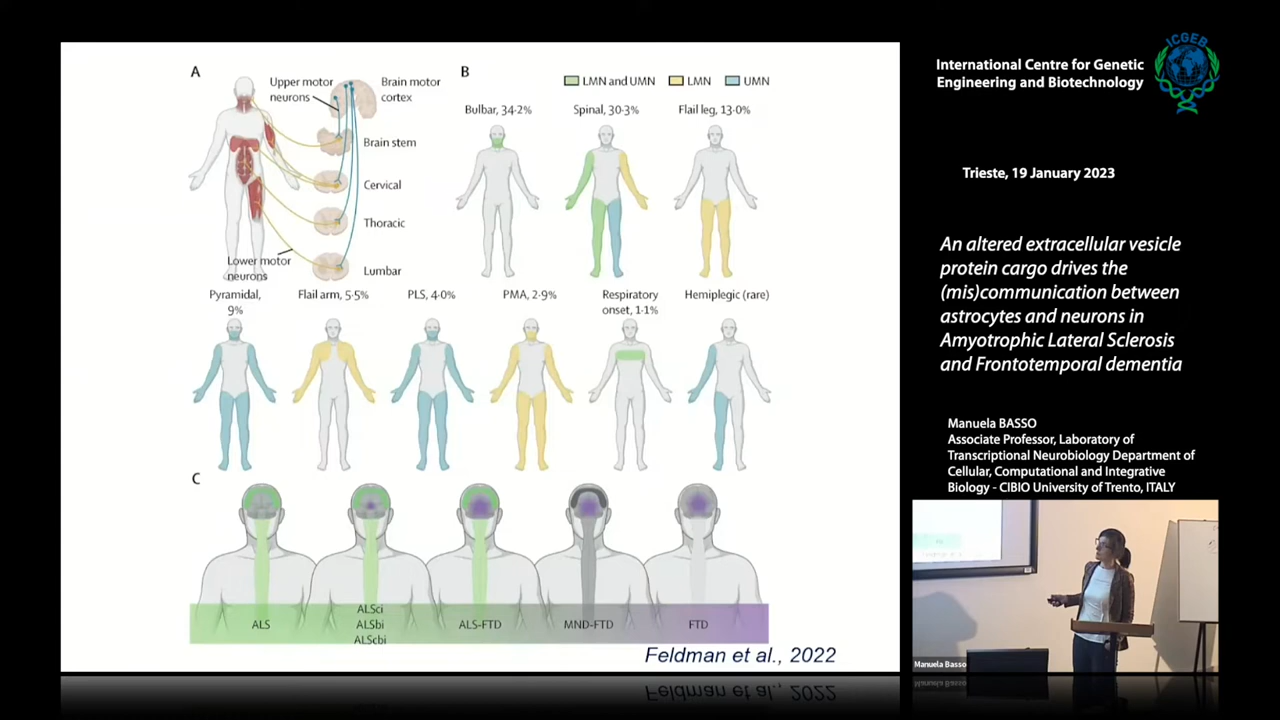 A
Upper motor
neurons
Brain motor
cortex
Brain stem
Cervical
Thoracic
Lumbar
Lower motor
neurons
B
LMN and UMN
LMN
UMN
Bulbar, 34·2%
Spinal, 30·3%
Flail leg, 13·0%
Pyramidal,
9%
Flail arm, 5·5%
PLS, 4·0%
PMA, 2·9%
Respiratory
onset, 1·1%
Hemiplegic (rare)
C
ALS
ALSci
ALSbi
ALScbi
ALS-FTD
MND-FTD
FTD
Feldman et al., 2022
International Centre for Genetic
Engineering and Biotechnology
ICGEB
Trieste, 19 January 2023
An altered extracellular vesicle
protein cargo drives the
(mis)communication between
astrocytes and neurons in
Amyotrophic Lateral Sclerosis
and Frontotemporal dementia
Manuela BASSO
Associate Professor, Laboratory of
Transcriptional Neurobiology Department of
Cellular, Computational and Integrative
Biology - CIBIO University of Trento, ITALY
Manuela Basso